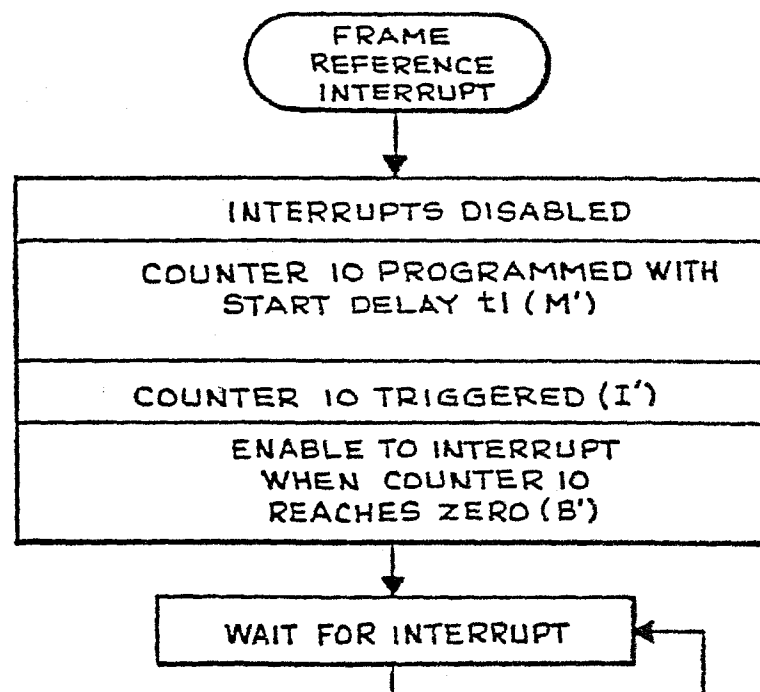 FRAME
REFERENCE
INTERRUPT
INTERRUPTS DISABLED
COUNTER 10 PROGRAMMED WITH
START DELAY t1 (M')
COUNTER 10 TRIGGERED (I')
ENABLE TO INTERRUPT
WHEN COUNTER 10
REACHES ZERO (B')
WAIT FOR INTERRUPT